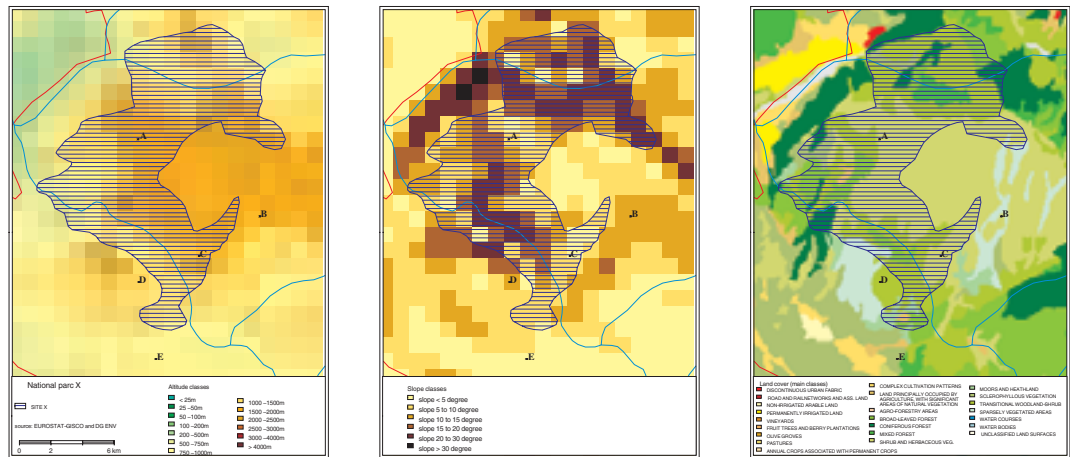 A
B
C
D
E
National parc X
SITE X
source: EUROSTAT-GISCO and DG ENV
0 2 6 km
Altitude classes
< 25m
25–50m
50–100m
100–200m
200–500m
500–750m
750–1000m
1000–1500m
1500–2000m
2000–2500m
2500–3000m
3000–4000m
> 4000m
A
B
C
D
E
Slope classes
slope < 5 degree
slope 5 to 10 degree
slope 10 to 15 degree
slope 15 to 20 degree
slope 20 to 30 degree
slope > 30 degree
A
B
C
D
E
Land cover (main classes)
DISCONTINUOUS URBAN FABRIC
ROAD AND RAILNETWORKS AND ASS. LAND
NON-IRRIGATED ARABLE LAND
PERMANENTLY IRRIGATED LAND
VINEYARDS
FRUIT TREES AND BERRY PLANTATIONS
OLIVE GROVES
PASTURES
ANNUAL CROPS ASSOCIATED WITH PERMANENT CROPS
COMPLEX CULTIVATION PATTERNS
LAND PRINCIPALLY OCCUPIED BY
AGRICULTURE, WITH SIGNIFICANT
AREAS OF NATURAL VEGETATION
AGRO-FORESTRY AREAS
BROAD-LEAVED FOREST
CONIFEROUS FOREST
MIXED FOREST
SHRUB AND HERBACEOUS VEG.
MOORS AND HEATHLAND
SCLEROPHYLLOUS VEGETATION
TRANSITIONAL WOODLAND-SHRUB
SPARSELY VEGETATED AREAS
WATER COURSES
WATER BODIES
UNCLASSIFIED LAND SURFACES